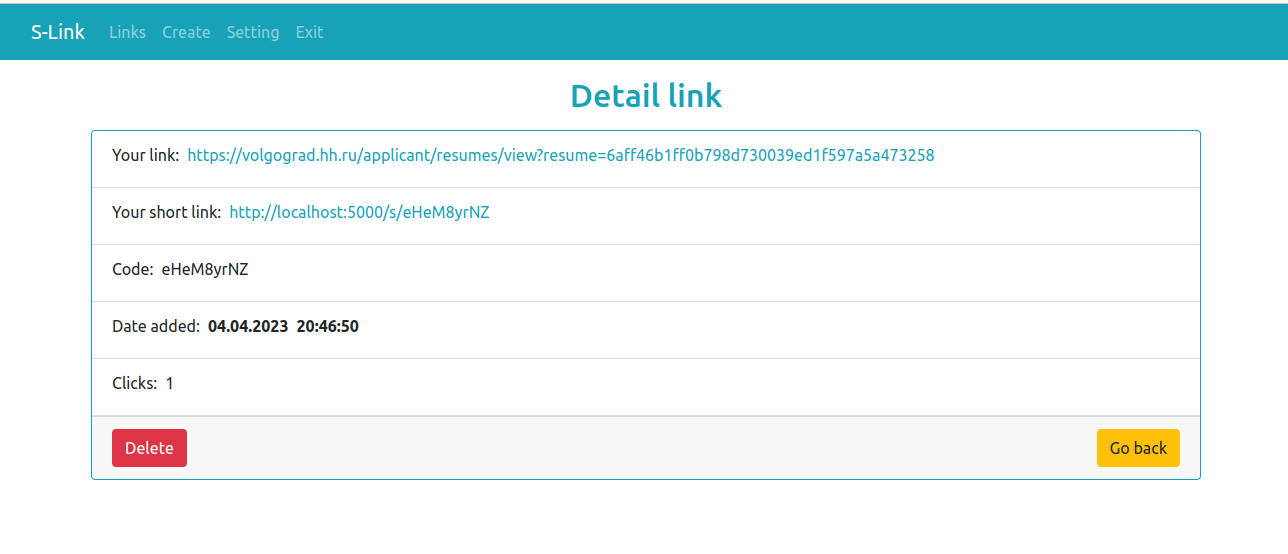 S-Link Links Create Setting Exit
Detail link
Your link: https://volgograd.hh.ru/applicant/resumes/view?resume=6aff46b1ff0b798d730039ed1f597a5a473258
Your short link: http://localhost:5000/s/eHeM8yrNZ
Code: eHeM8yrNZ
Date added: 04.04.2023 20:46:50
Clicks: 1
Delete Go back